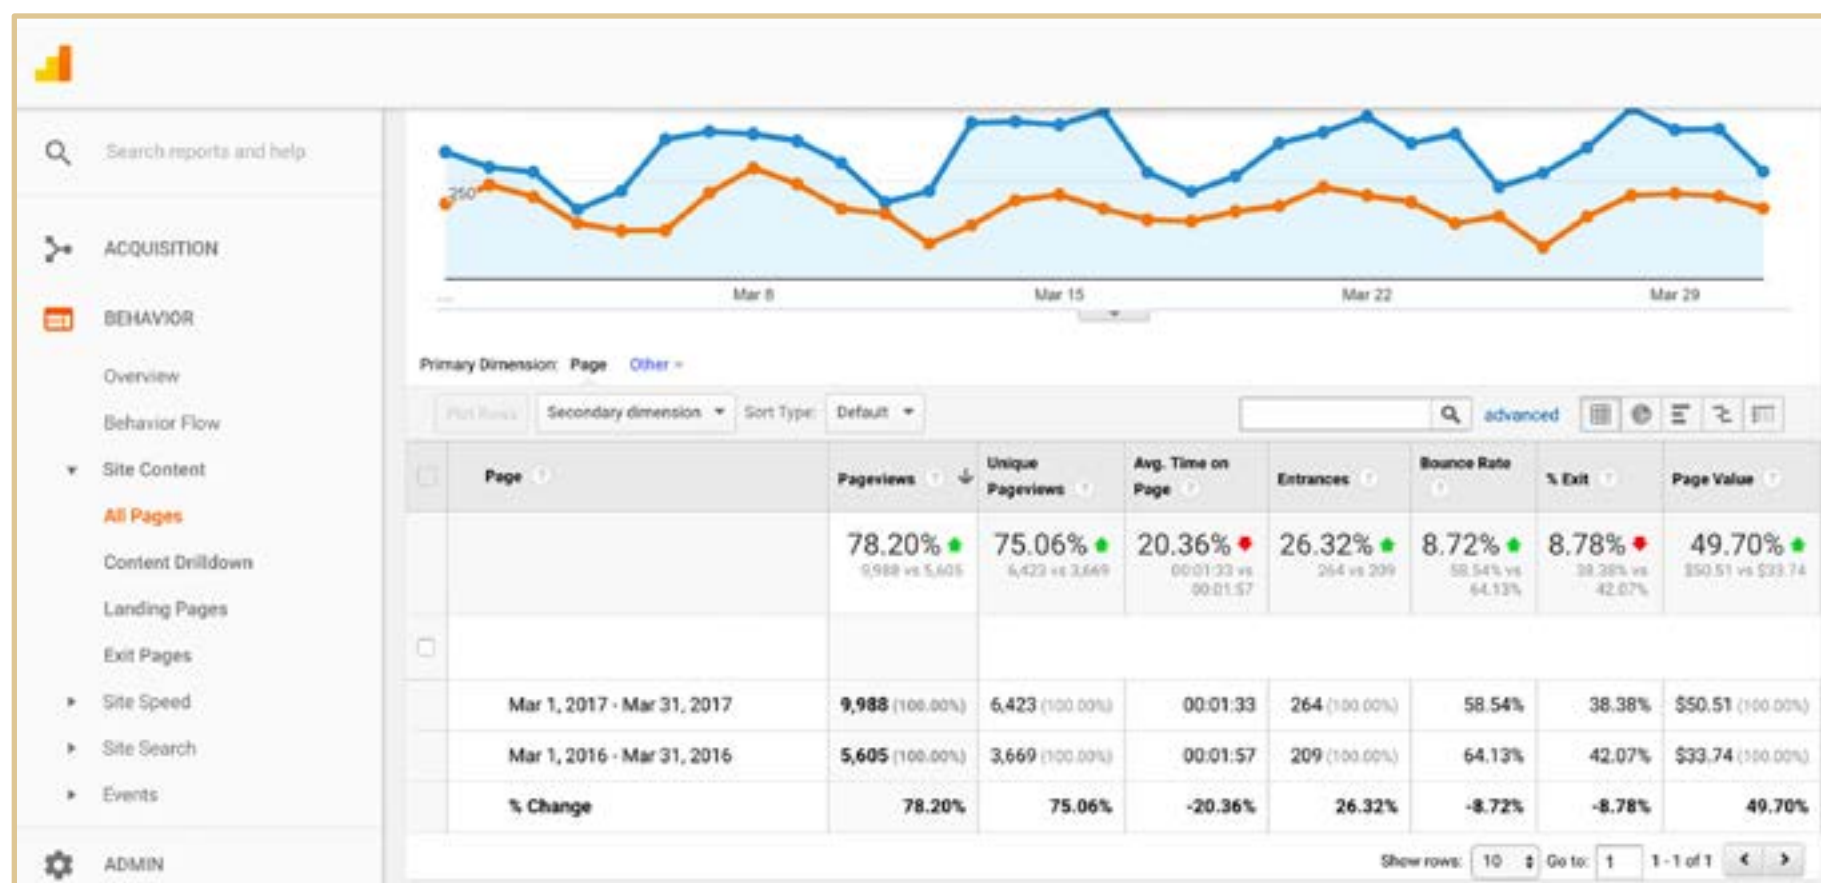 Search reports and help
ACQUISITION
BEHAVIOR
Overview
Behavior Flow
Site Content
All Pages
Content Drilldown
Landing Pages
Exit Pages
Site Speed
Site Search
Events
ADMIN
250
...
Mar 8
Mar 15
Mar 22
Mar 29
Primary Dimension: Page Other
Plot Rows Secondary dimension Sort Type: Default advanced
Page ? Pageviews ? Unique Pageviews ? Avg. Time on Page ? Entrances ? Bounce Rate ? % Exit ? Page Value ?
78.20% 75.06% 20.36% 26.32% 8.72% 8.78% 49.70%
9,988 vs 5,605 6,423 vs 3,669 00:01:33 vs 00:01:57 264 vs 209 58.54% vs 64.13% 38.38% vs 42.07% $50.51 vs $33.74
Mar 1, 2017 - Mar 31, 2017 9,988 (100.00%) 6,423 (100.00%) 00:01:33 264 (100.00%) 58.54% 38.38% $50.51 (100.00%)
Mar 1, 2016 - Mar 31, 2016 5,605 (100.00%) 3,669 (100.00%) 00:01:57 209 (100.00%) 64.13% 42.07% $33.74 (100.00%)
% Change 78.20% 75.06% -20.36% 26.32% -8.72% -8.78% 49.70%
Show rows: 10 Go to: 1 1 - 1 of 1